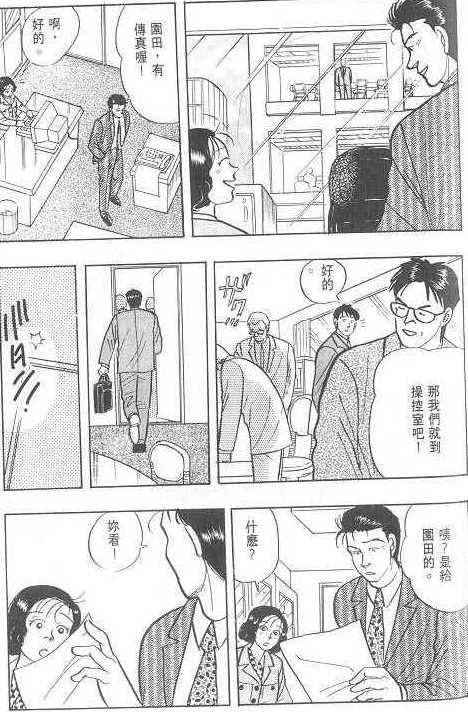 園田，有
傳真喔！
啊，
好的。
那我們就到
操控室吧！
好的
。
咦？是給
園田的。
什麼？
妳看！